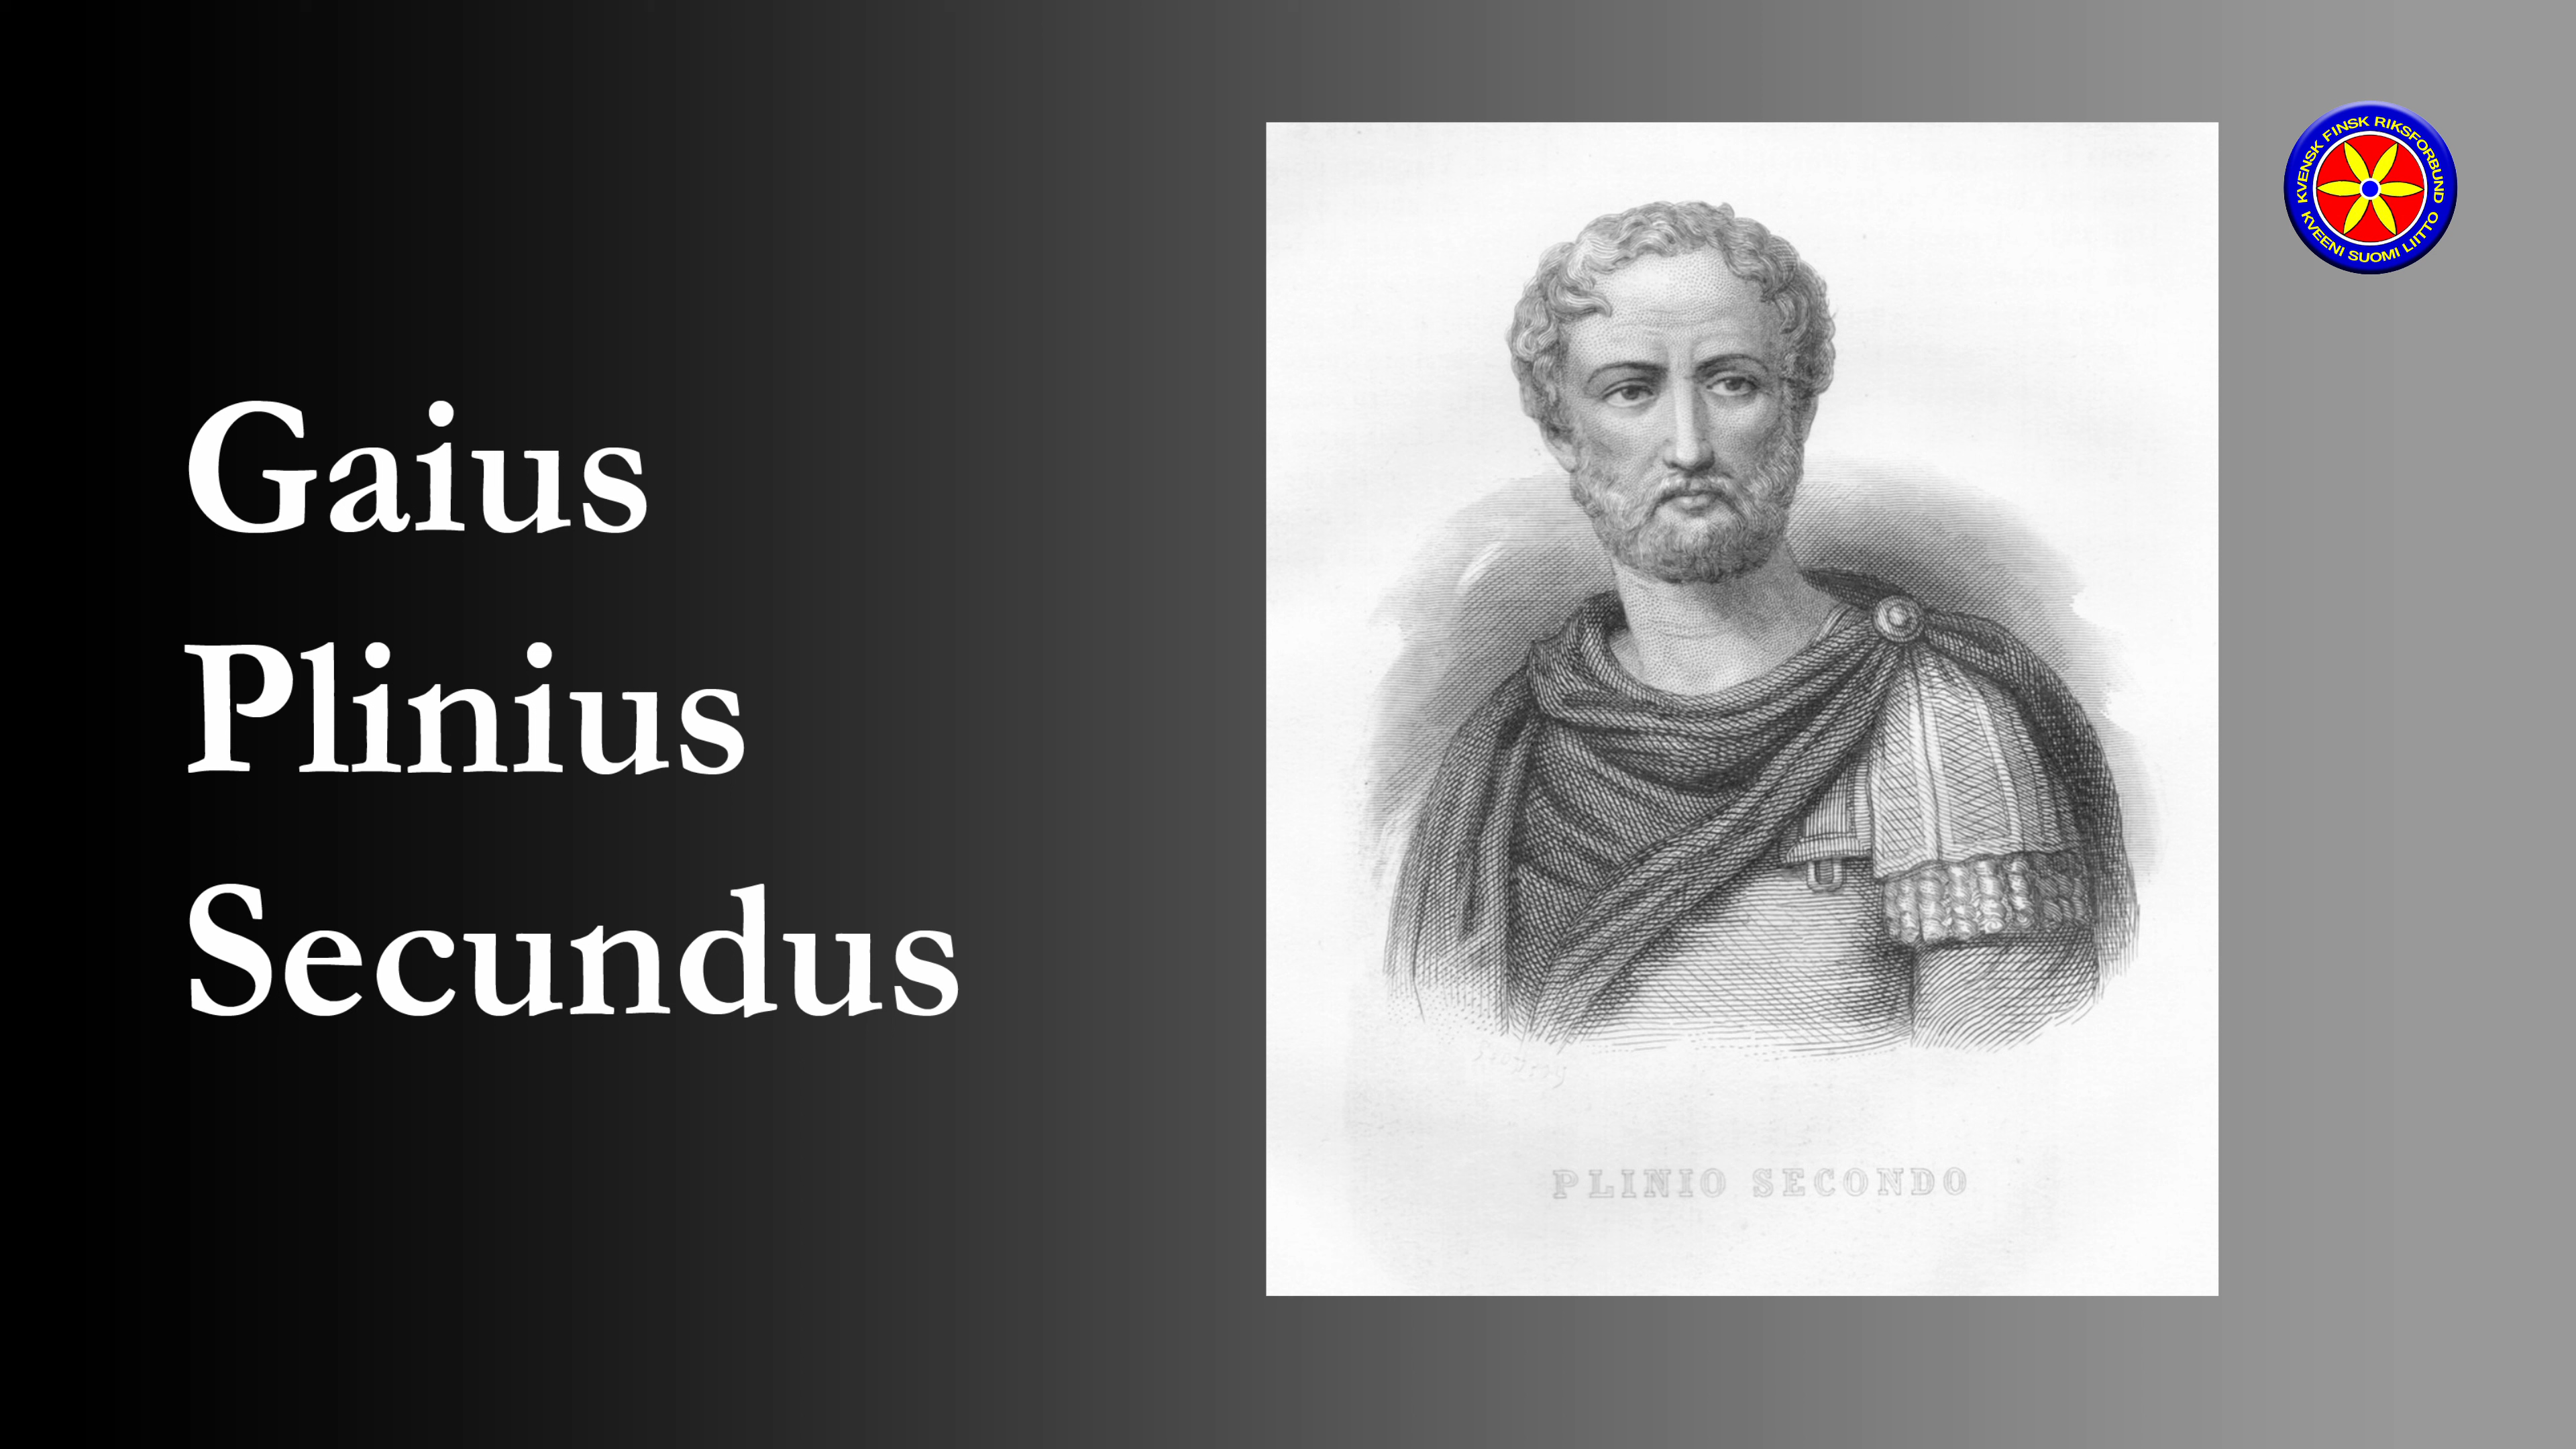 Gaius
Plinius
Secundus
KVENSK FINSK RIKSFORBUND
KVEENI SUOMI LIITTO
PLINIO SECONDO